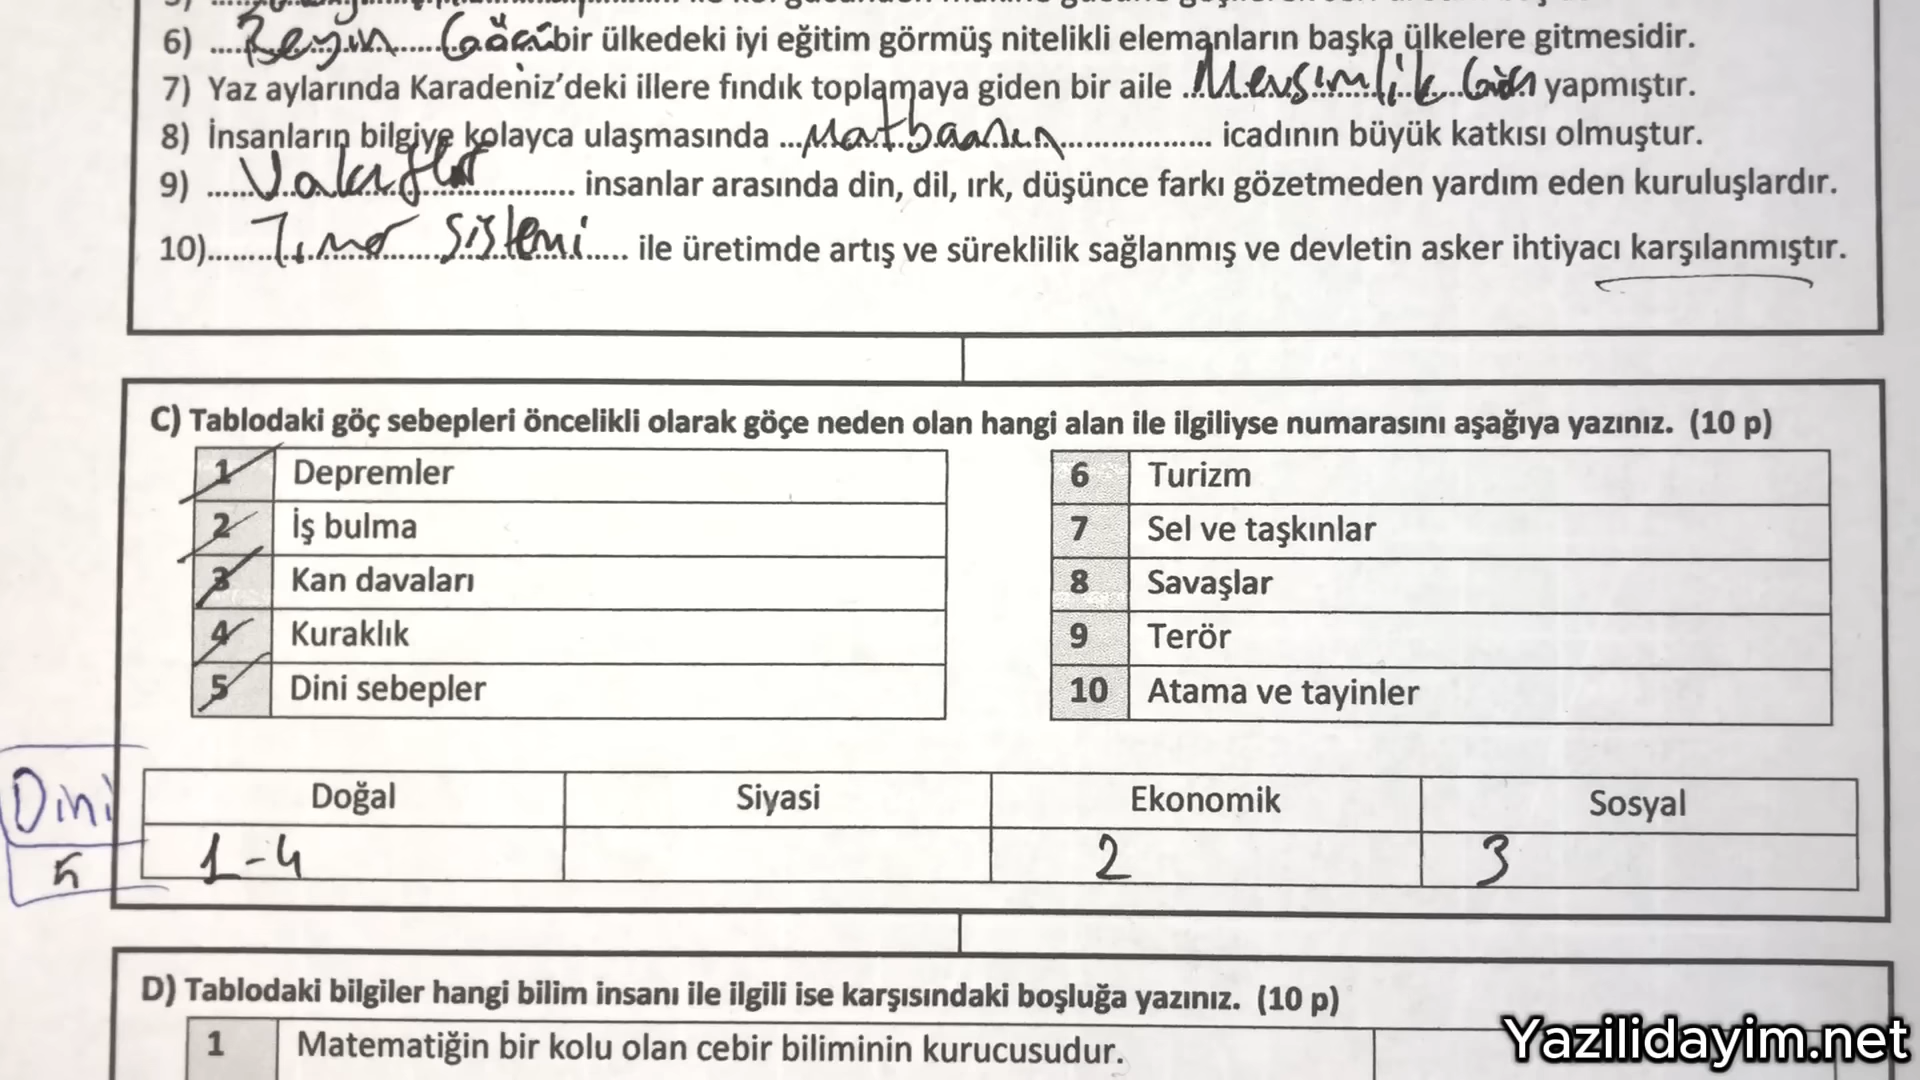 6) Beyin Göçü bir ülkedeki iyi eğitim görmüş nitelikli elemanların başka ülkelere gitmesidir.
7) Yaz aylarında Karadeniz'deki illere fındık toplamaya giden bir aile Mevsimlik Göç yapmıştır.
8) İnsanların bilgiye kolayca ulaşmasında ...Matbaanın............... icadının büyük katkısı olmuştur.
9) ......Vakıflar............ insanlar arasında din, dil, ırk, düşünce farkı gözetmeden yardım eden kuruluşlardır.
10)........Tımar Sistemi..... ile üretimde artış ve süreklilik sağlanmış ve devletin asker ihtiyacı karşılanmıştır.
C) Tablodaki göç sebepleri öncelikli olarak göçe neden olan hangi alan ile ilgiliyse numarasını aşağıya yazınız. (10 p)
1 Depremler
2 İş bulma
3 Kan davaları
4 Kuraklık
5 Dini sebepler
6 Turizm
7 Sel ve taşkınlar
8 Savaşlar
9 Terör
10 Atama ve tayinler
Dini Doğal Siyasi Ekonomik Sosyal
5 1-4 2 3
D) Tablodaki bilgiler hangi bilim insanı ile ilgili ise karşısındaki boşluğa yazınız. (10 p)
1 Matematiğin bir kolu olan cebir biliminin kurucusudur.
Yazilidayim.net